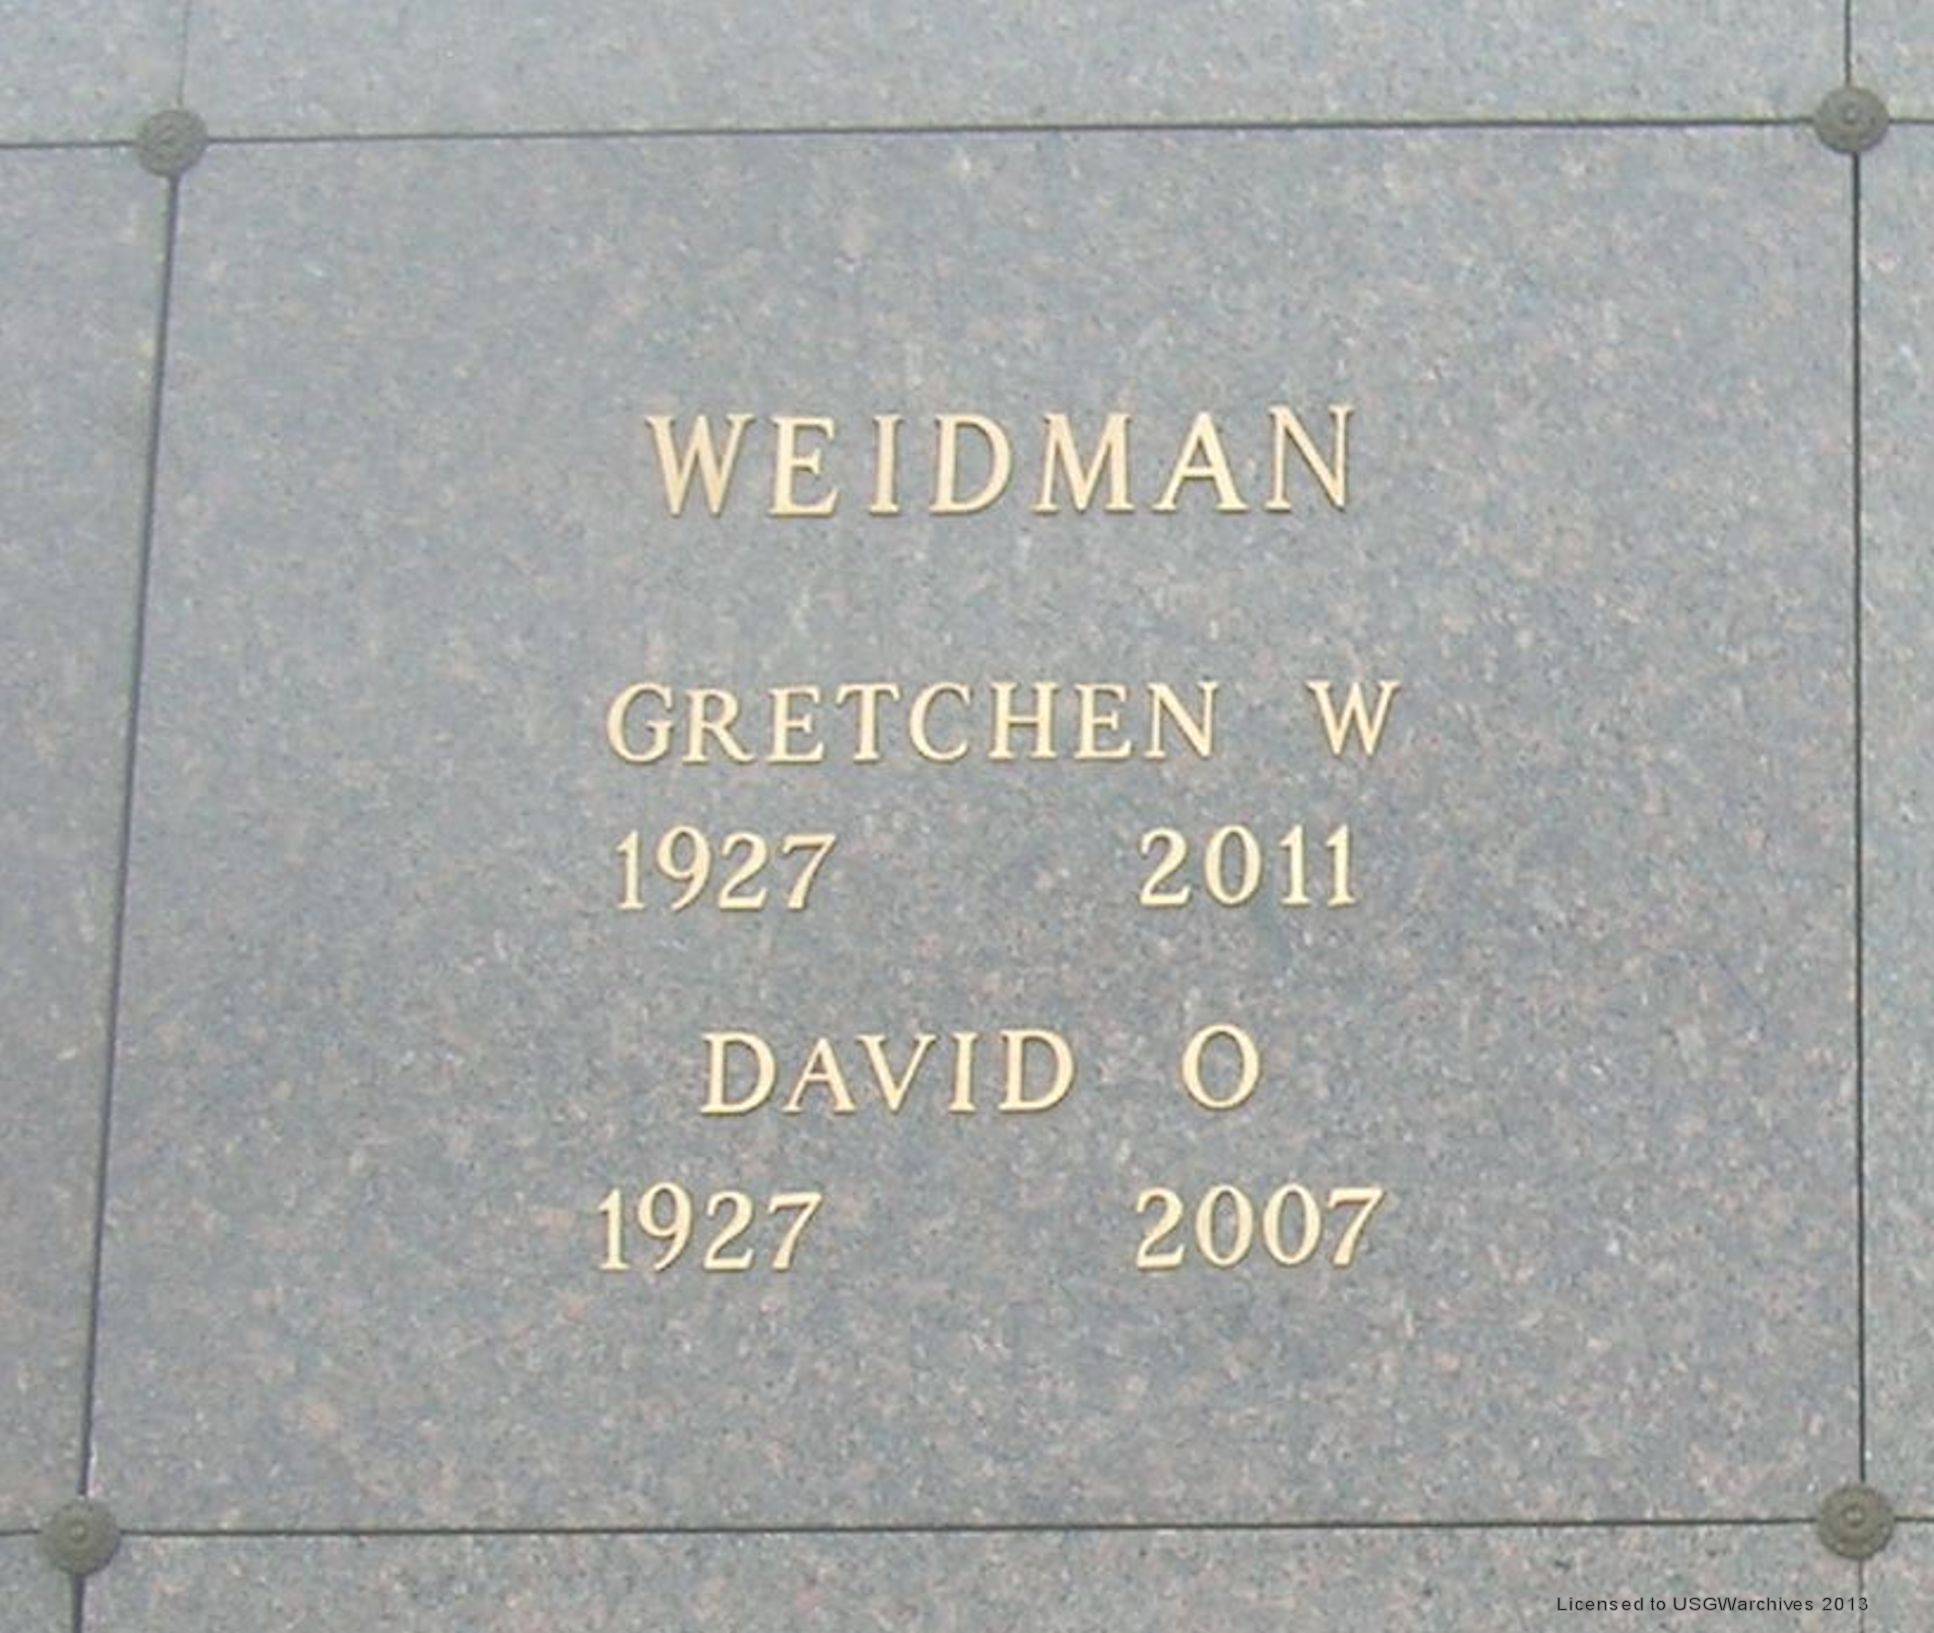 WEIDMAN
GRETCHEN W
1927 2011
DAVID O
1927 2007
Licensed to USGWarchives 2013